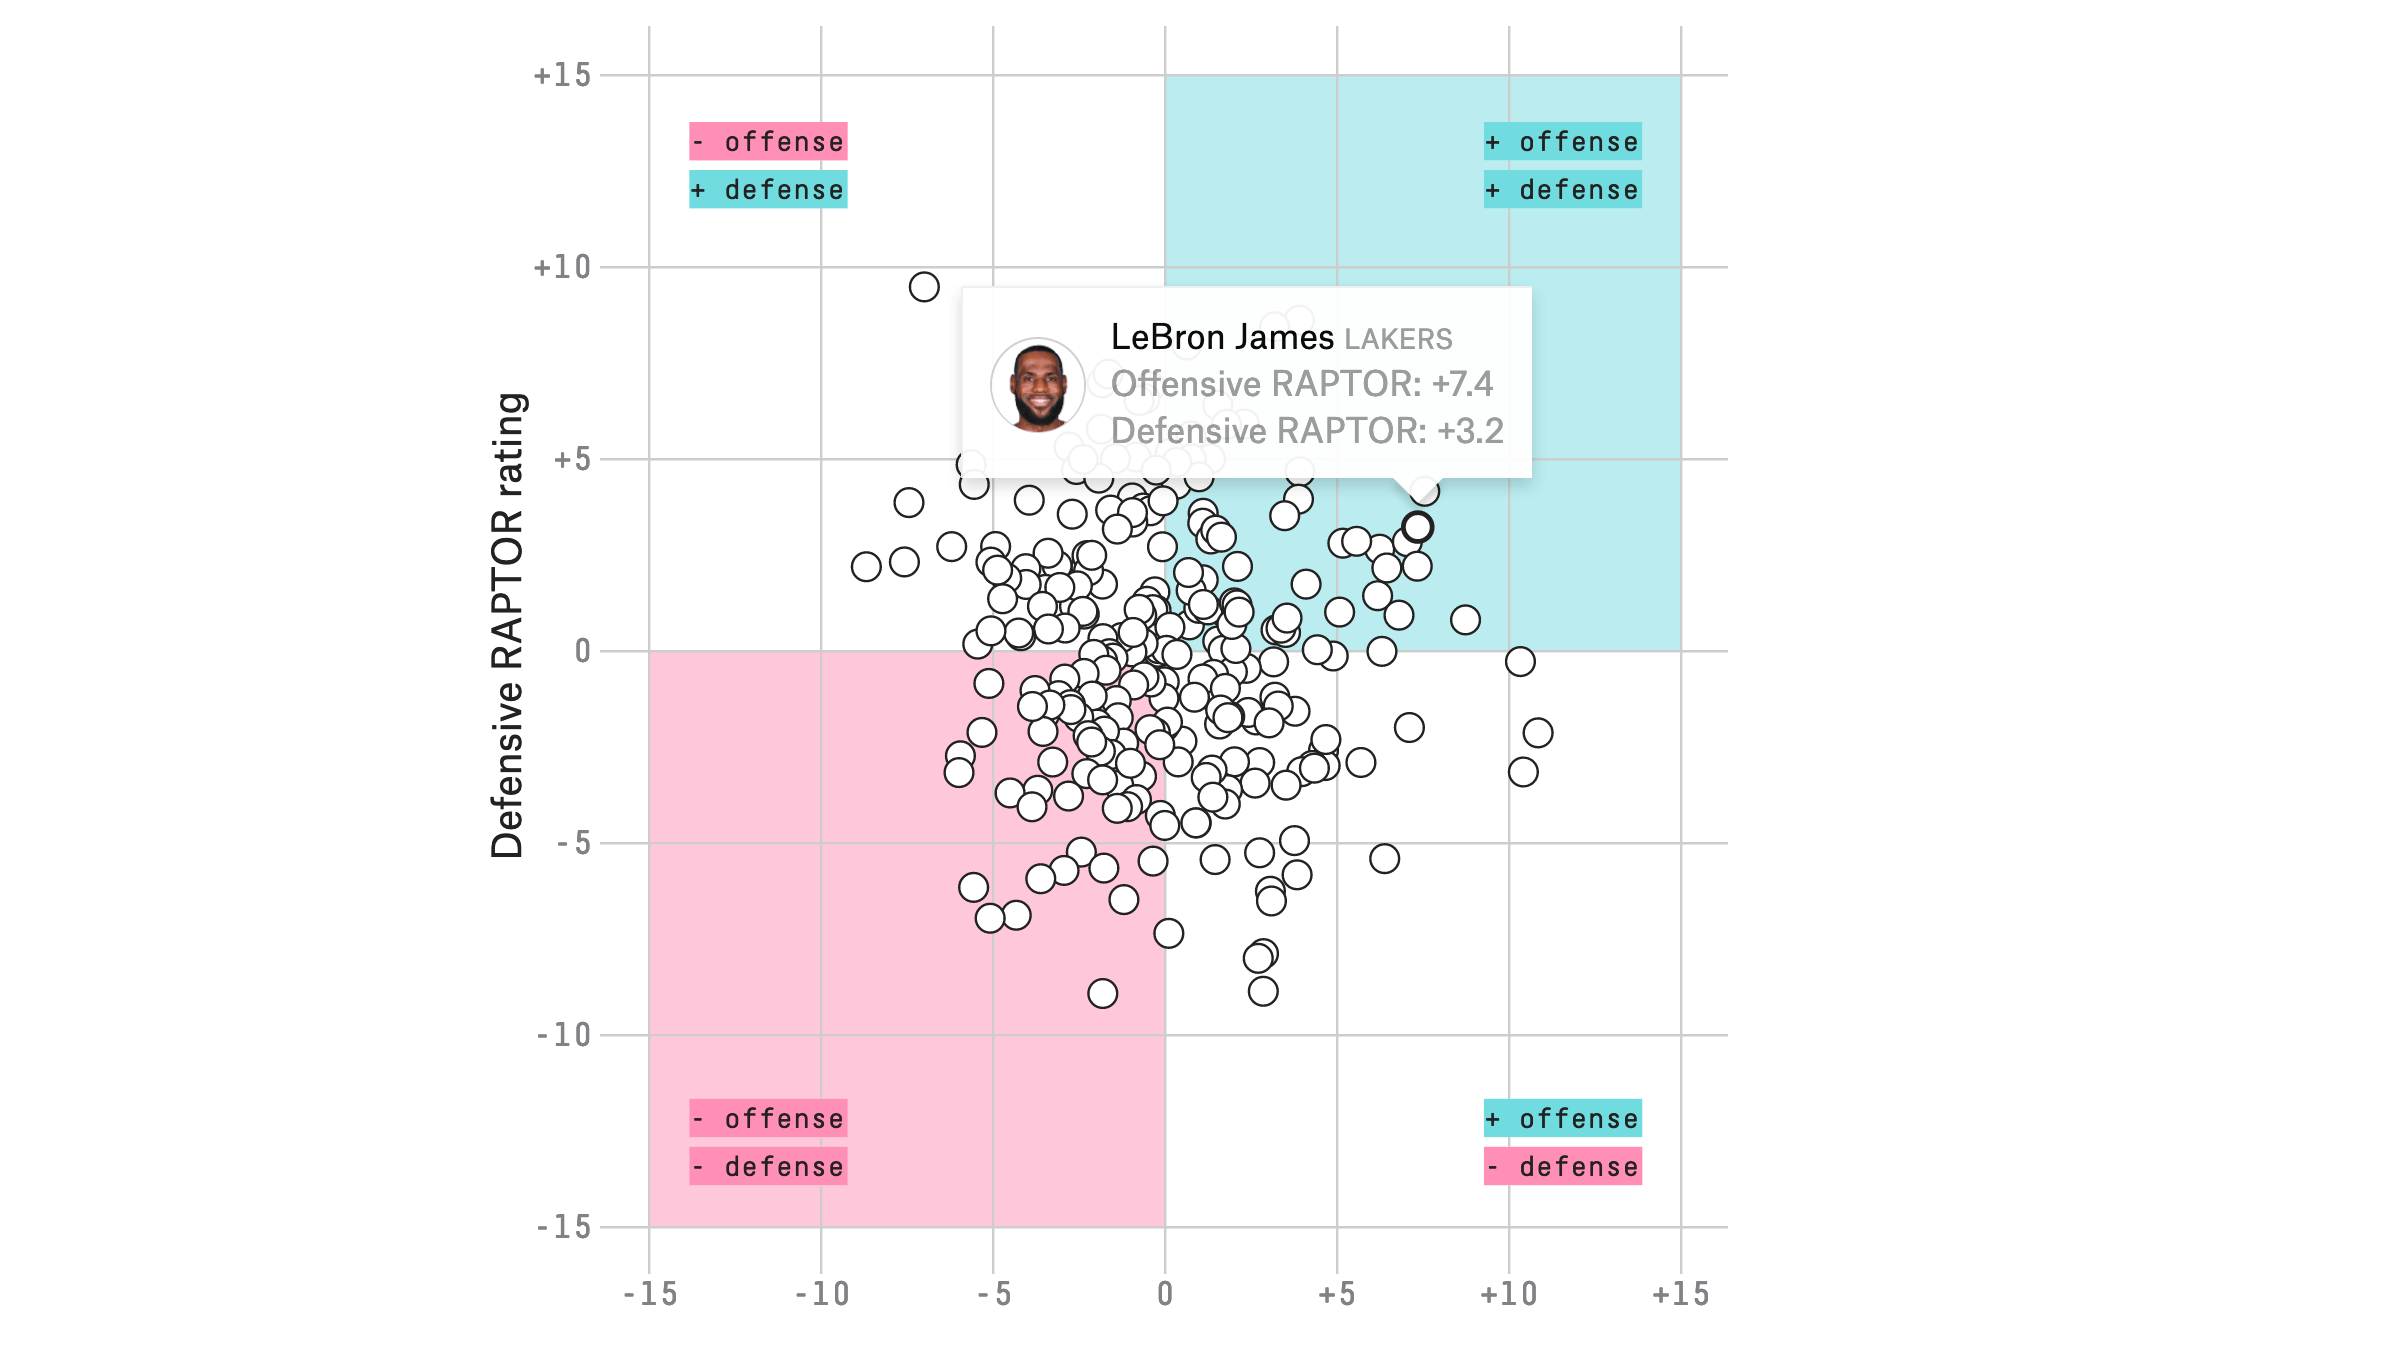 +15
- offense
+ defense
+ offense
+ defense
+10
LeBron James LAKERS
Offensive RAPTOR: +7.4
Defensive RAPTOR: +3.2
+5
Defensive RAPTOR rating
0
-5
-10
- offense
- defense
+ offense
- defense
-15
-15 -10 -5 0 +5 +10 +15